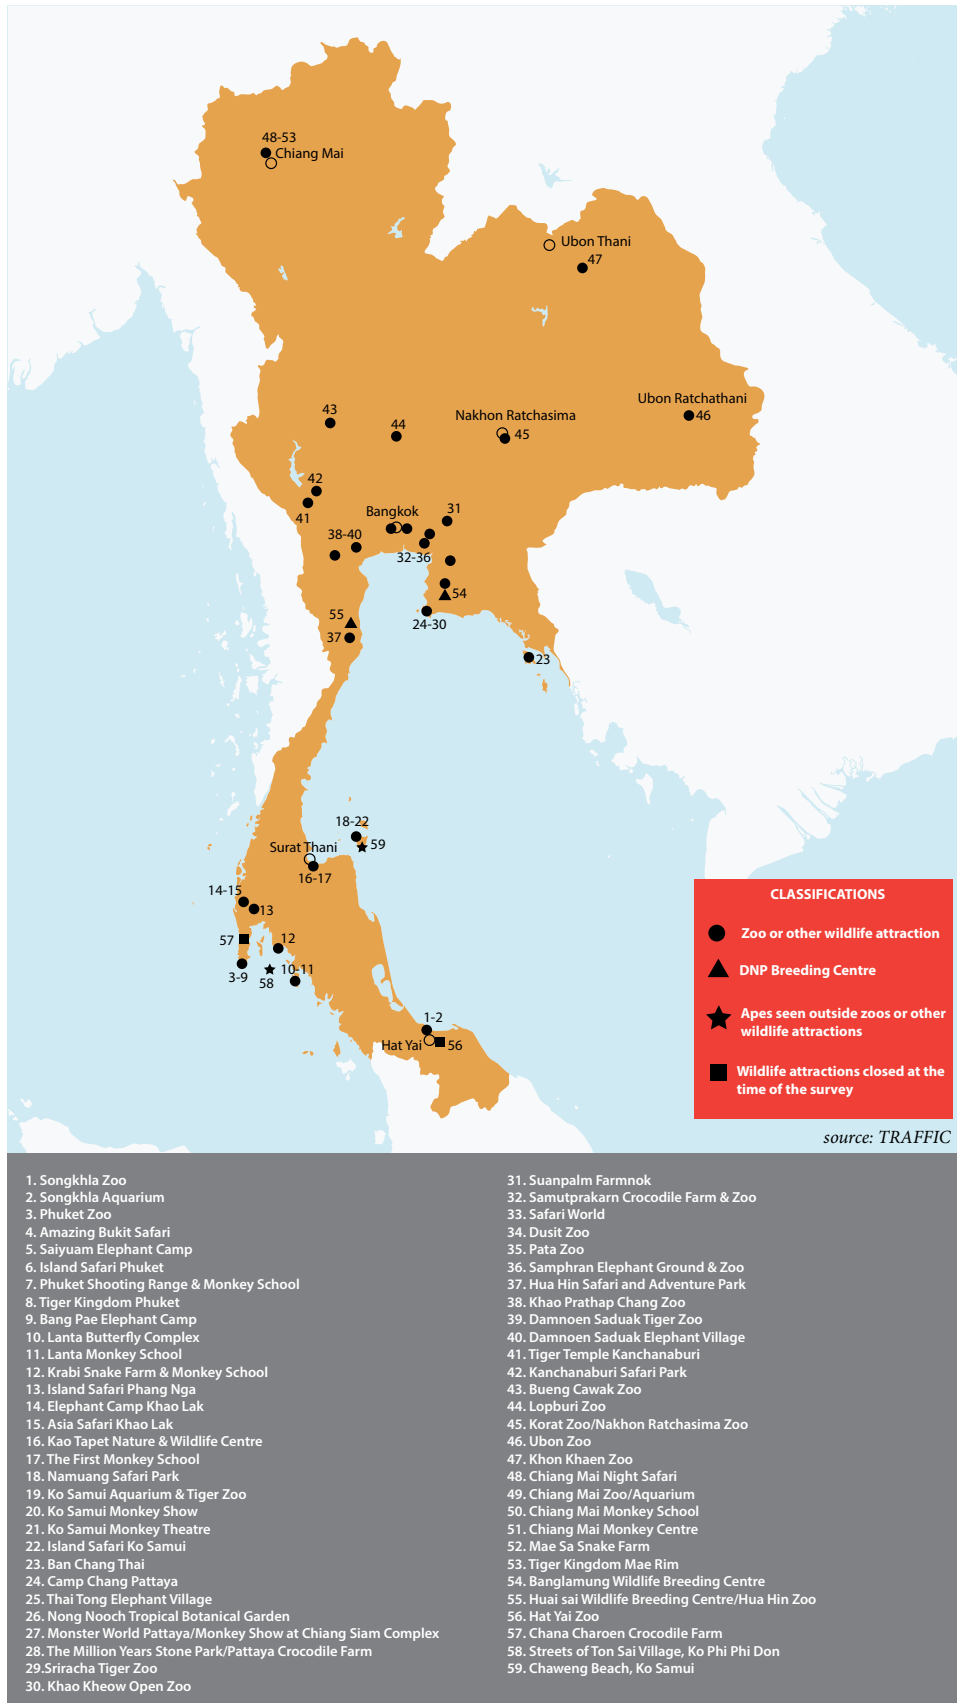 48-53
Chiang Mai
Ubon Thani
47
Ubon Ratchathani
46
43
44
Nakhon Ratchasima
45
42
41
Bangkok
31
38-40
32-36
54
24-30
55
37
23
18-22
59
Surat Thani
16-17
14-15
13
57
12
3-9
10-11
58
1-2
Hat Yai
56
CLASSIFICATIONS
Zoo or other wildlife attraction
DNP Breeding Centre
Apes seen outside zoos or other
wildlife attractions
Wildlife attractions closed at the
time of the survey
source: TRAFFIC
1. Songkhla Zoo
2. Songkhla Aquarium
3. Phuket Zoo
4. Amazing Bukit Safari
5. Saiyuam Elephant Camp
6. Island Safari Phuket
7. Phuket Shooting Range & Monkey School
8. Tiger Kingdom Phuket
9. Bang Pae Elephant Camp
10. Lanta Butterfly Complex
11. Lanta Monkey School
12. Krabi Snake Farm & Monkey School
13. Island Safari Phang Nga
14. Elephant Camp Khao Lak
15. Asia Safari Khao Lak
16. Kao Tapet Nature & Wildlife Centre
17. The First Monkey School
18. Namuang Safari Park
19. Ko Samui Aquarium & Tiger Zoo
20. Ko Samui Monkey Show
21. Ko Samui Monkey Theatre
22. Island Safari Ko Samui
23. Ban Chang Thai
24. Camp Chang Pattaya
25. Thai Tong Elephant Village
26. Nong Nooch Tropical Botanical Garden
27. Monster World Pattaya/Monkey Show at Chiang Siam Complex
28. The Million Years Stone Park/Pattaya Crocodile Farm
29.Sriracha Tiger Zoo
30. Khao Kheow Open Zoo
31. Suanpalm Farmnok
32. Samutprakarn Crocodile Farm & Zoo
33. Safari World
34. Dusit Zoo
35. Pata Zoo
36. Samphran Elephant Ground & Zoo
37. Hua Hin Safari and Adventure Park
38. Khao Prathap Chang Zoo
39. Damnoen Saduak Tiger Zoo
40. Damnoen Saduak Elephant Village
41. Tiger Temple Kanchanaburi
42. Kanchanaburi Safari Park
43. Bueng Cawak Zoo
44. Lopburi Zoo
45. Korat Zoo/Nakhon Ratchasima Zoo
46. Ubon Zoo
47. Khon Khaen Zoo
48. Chiang Mai Night Safari
49. Chiang Mai Zoo/Aquarium
50. Chiang Mai Monkey School
51. Chiang Mai Monkey Centre
52. Mae Sa Snake Farm
53. Tiger Kingdom Mae Rim
54. Banglamung Wildlife Breeding Centre
55. Huai sai Wildlife Breeding Centre/Hua Hin Zoo
56. Hat Yai Zoo
57. Chana Charoen Crocodile Farm
58. Streets of Ton Sai Village, Ko Phi Phi Don
59. Chaweng Beach, Ko Samui